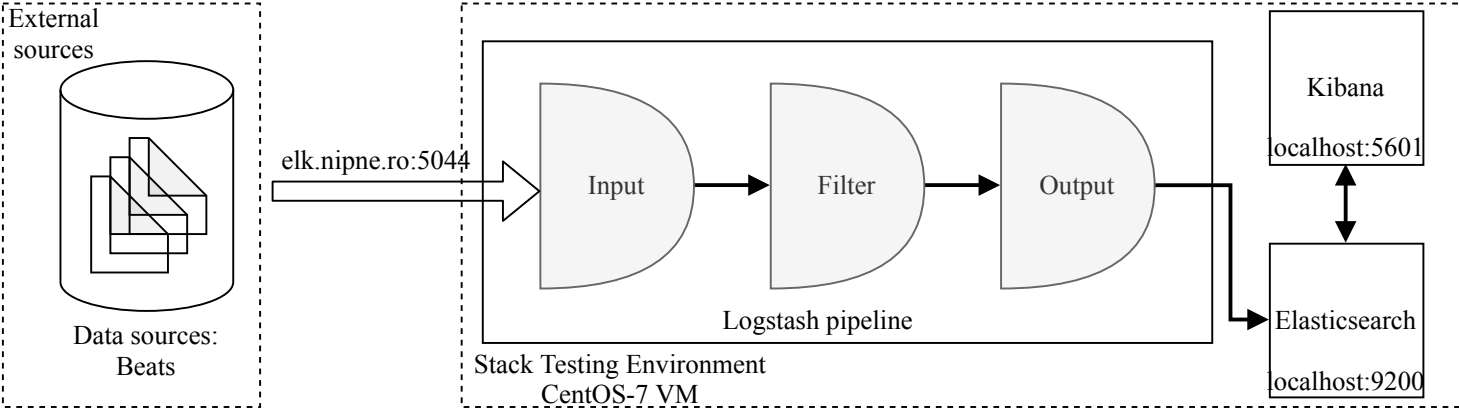 External
sources
Data sources:
Beats
elk.nipne.ro:5044
Input
Filter
Output
Logstash pipeline
Stack Testing Environment
CentOS-7 VM
Kibana
localhost:5601
Elasticsearch
localhost:9200